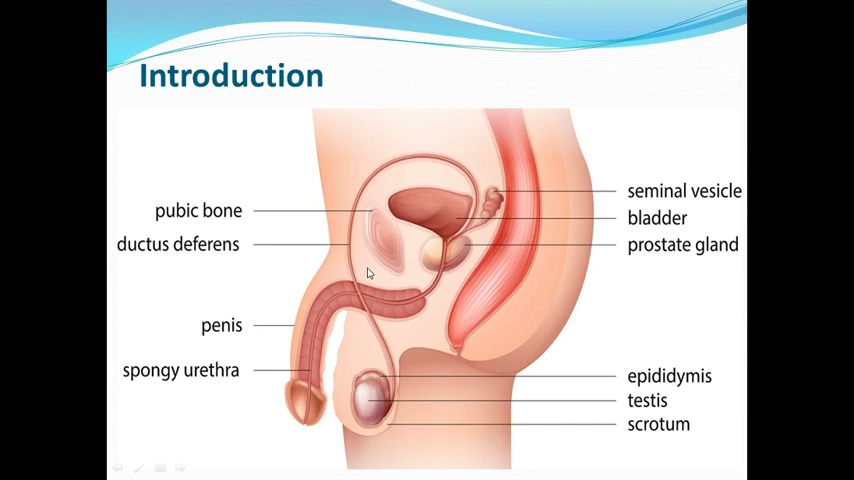 Introduction
pubic bone
ductus deferens
penis
spongy urethra
seminal vesicle
bladder
prostate gland
epididymis
testis
scrotum